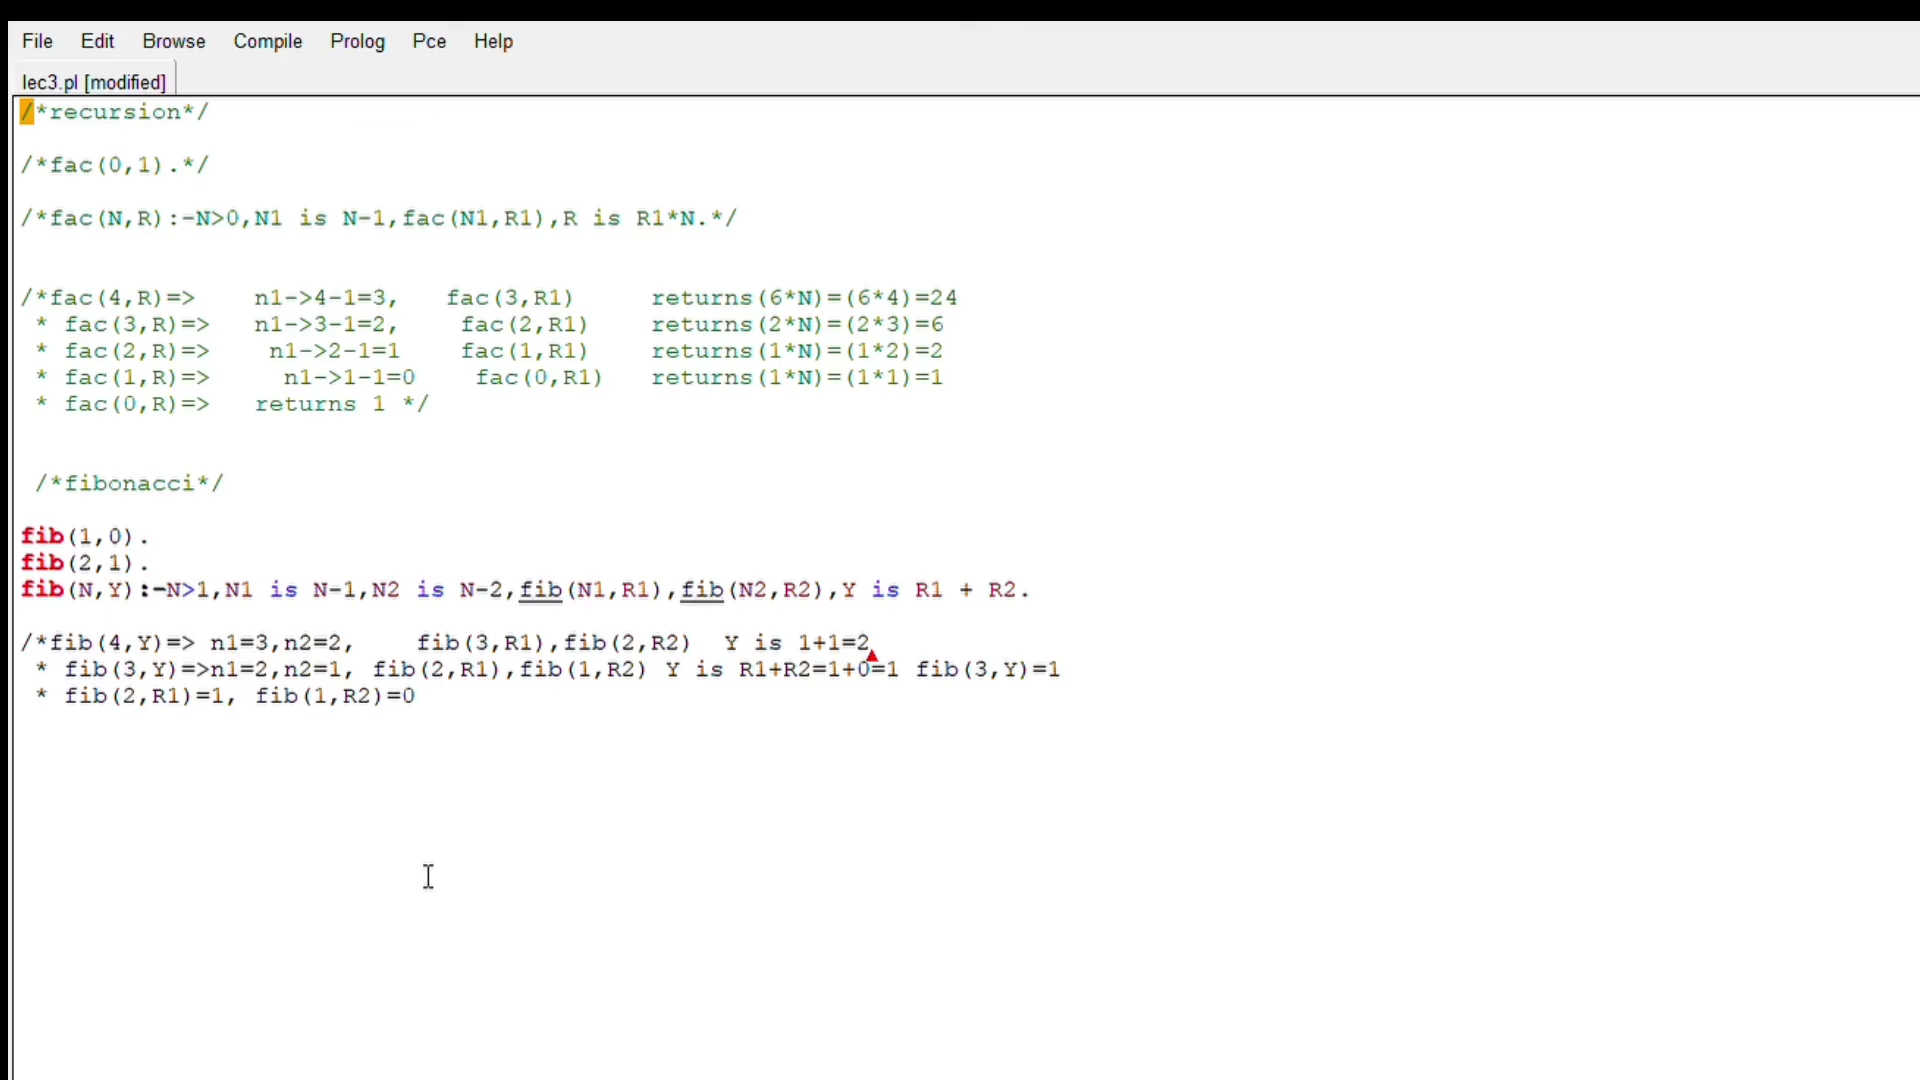 File Edit Browse Compile Prolog Pce Help
lec3.pl [modified]
/*recursion*/
/*fac(0,1).*/
/*fac(N,R):-N>0,N1 is N-1,fac(N1,R1),R is R1*N.*/
/*fac(4,R)=> n1->4-1=3, fac(3,R1) returns(6*N)=(6*4)=24
* fac(3,R)=> n1->3-1=2, fac(2,R1) returns(2*N)=(2*3)=6
* fac(2,R)=> n1->2-1=1 fac(1,R1) returns(1*N)=(1*2)=2
* fac(1,R)=> n1->1-1=0 fac(0,R1) returns(1*N)=(1*1)=1
* fac(0,R)=> returns 1 */
/*fibonacci*/
fib(1,0).
fib(2,1).
fib(N,Y):-N>1,N1 is N-1,N2 is N-2,fib(N1,R1),fib(N2,R2),Y is R1 + R2.
/*fib(4,Y)=> n1=3,n2=2, fib(3,R1),fib(2,R2) Y is 1+1=2
* fib(3,Y)=>n1=2,n2=1, fib(2,R1),fib(1,R2) Y is R1+R2=1+0=1 fib(3,Y)=1
* fib(2,R1)=1, fib(1,R2)=0